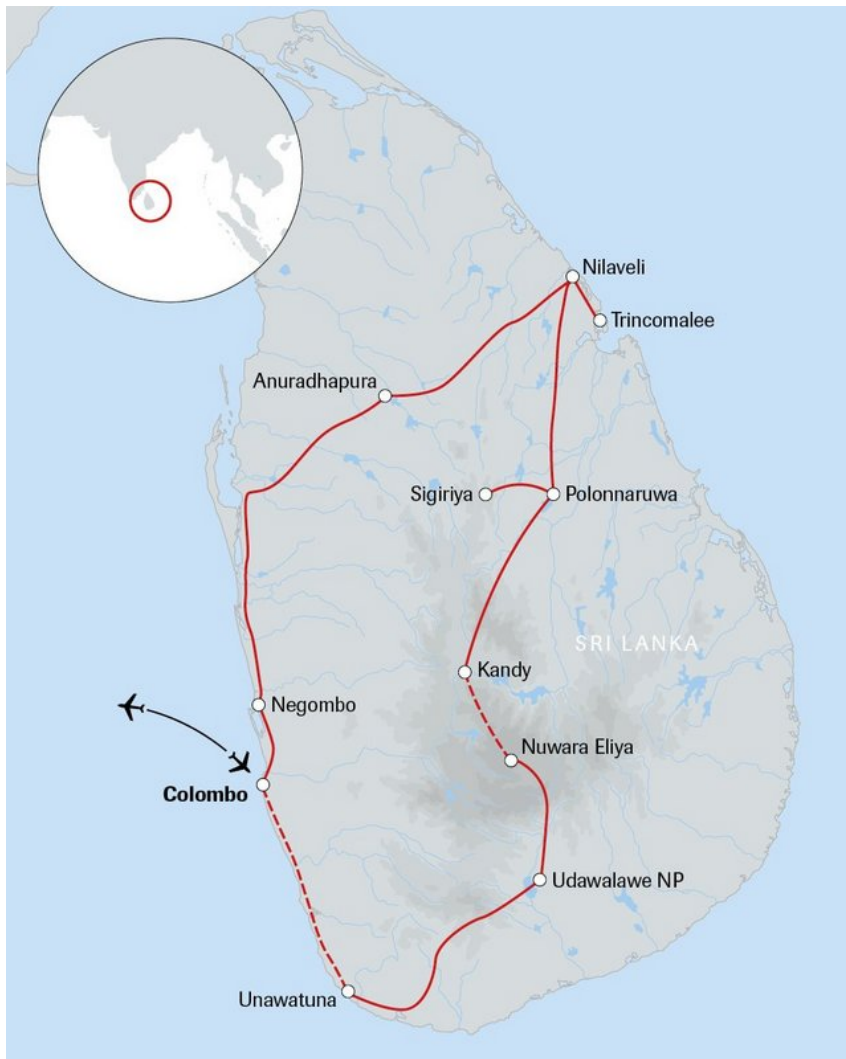 Nilaveli
Trincomalee
Anuradhapura
Sigiriya
Polonnaruwa
SRI LANKA
Kandy
Negombo
Nuwara Eliya
Colombo
Udawalawe NP
Unawatuna